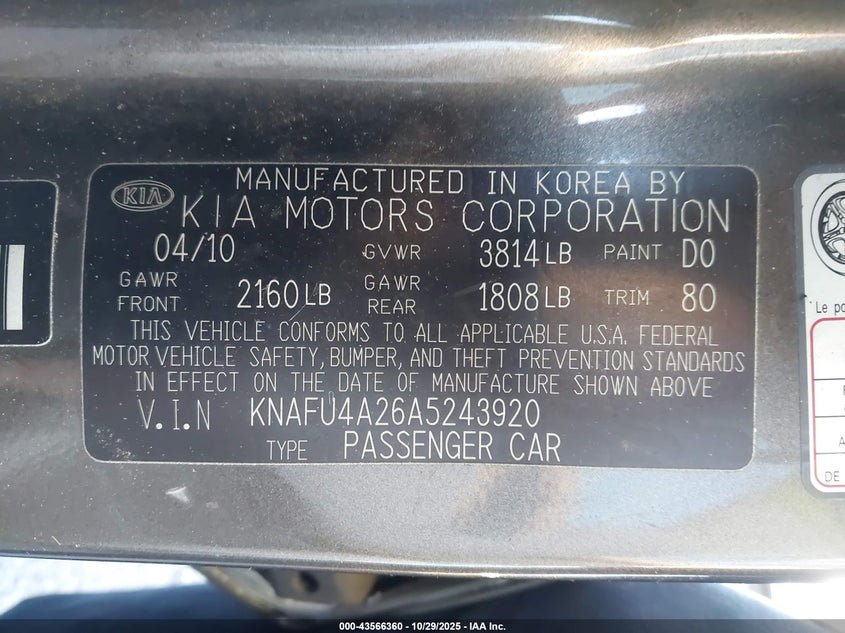 MANUFACTURED IN KOREA BY
KIA KIA MOTORS CORPORATION
04/10 GVWR 3814LB PAINT D0
GAWR FRONT 2160LB GAWR REAR 1808LB TRIM 80
THIS VEHICLE CONFORMS TO ALL APPLICABLE U.S.A. FEDERAL
MOTOR VEHICLE SAFETY, BUMPER, AND THEFT PREVENTION STANDARDS
IN EFFECT ON THE DATE OF MANUFACTURE SHOWN ABOVE
V.I.N KNAFU4A26A5243920
TYPE PASSENGER CAR
Le
DE
000-43566360 - 10/29/2025 - IAA Inc.